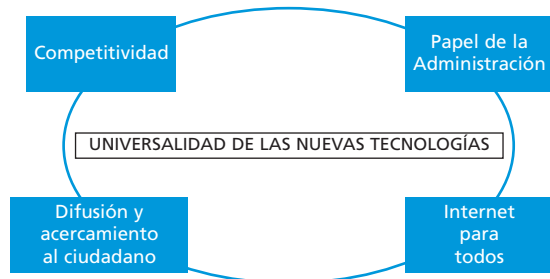 Competitividad
Papel de la
Administración
UNIVERSALIDAD DE LAS NUEVAS TECNOLOGÍAS
Difusión y
acercamiento
al ciudadano
Internet
para
todos